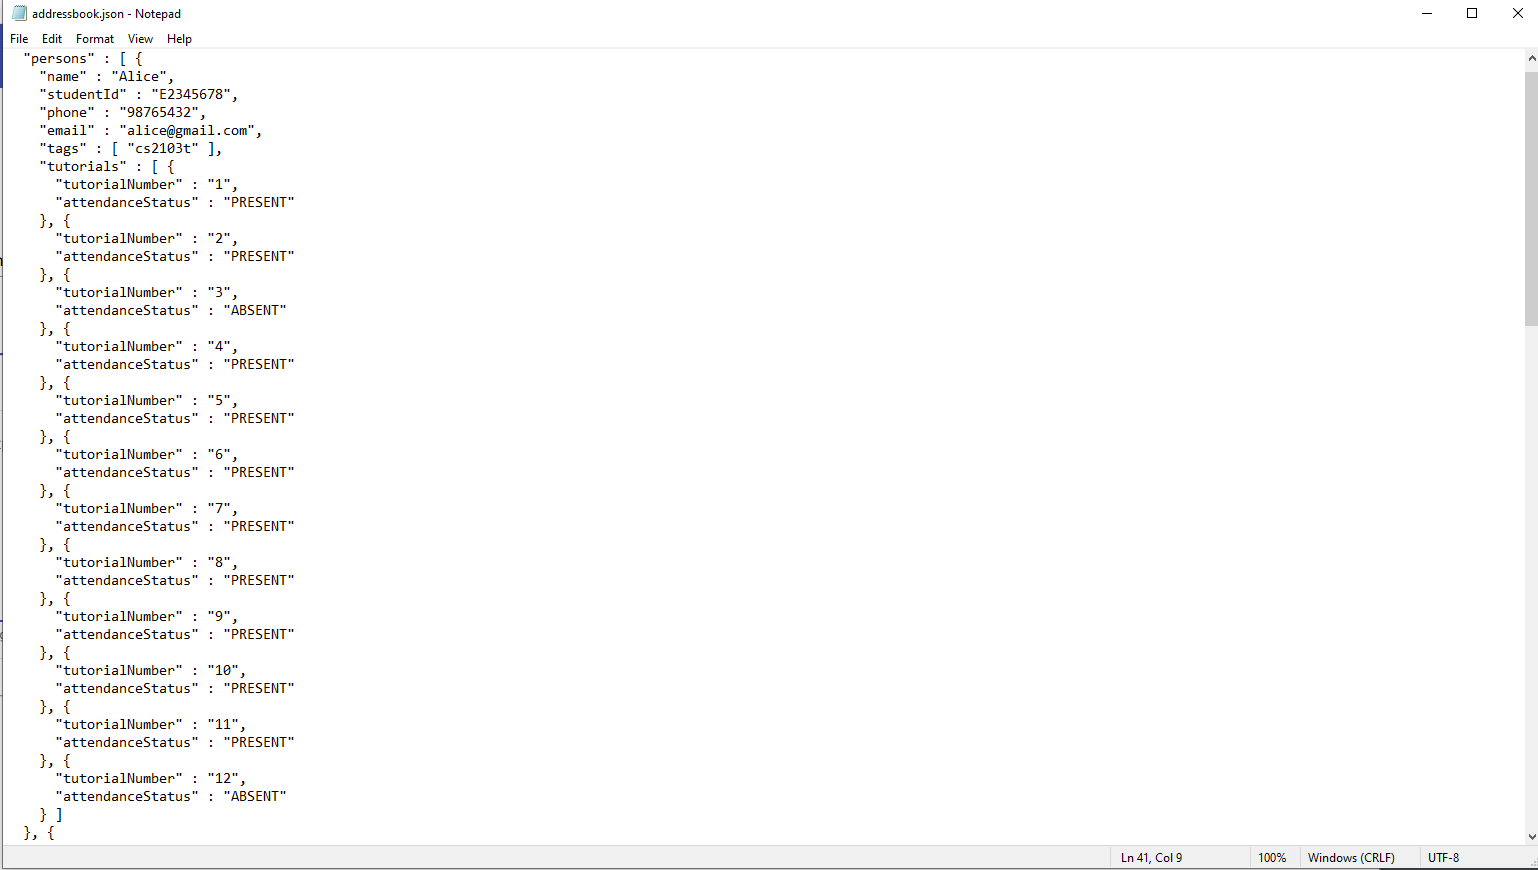 addressbook.json - Notepad
File Edit Format View Help
"persons" : [ {
"name" : "Alice",
"studentId" : "E2345678",
"phone" : "98765432",
"email" : "alice@gmail.com",
"tags" : [ "cs2103t" ],
"tutorials" : [ {
"tutorialNumber" : "1",
"attendanceStatus" : "PRESENT"
}, {
"tutorialNumber" : "2",
"attendanceStatus" : "PRESENT"
}, {
"tutorialNumber" : "3",
"attendanceStatus" : "ABSENT"
}, {
"tutorialNumber" : "4",
"attendanceStatus" : "PRESENT"
}, {
"tutorialNumber" : "5",
"attendanceStatus" : "PRESENT"
}, {
"tutorialNumber" : "6",
"attendanceStatus" : "PRESENT"
}, {
"tutorialNumber" : "7",
"attendanceStatus" : "PRESENT"
}, {
"tutorialNumber" : "8",
"attendanceStatus" : "PRESENT"
}, {
"tutorialNumber" : "9",
"attendanceStatus" : "PRESENT"
}, {
"tutorialNumber" : "10",
"attendanceStatus" : "PRESENT"
}, {
"tutorialNumber" : "11",
"attendanceStatus" : "PRESENT"
}, {
"tutorialNumber" : "12",
"attendanceStatus" : "ABSENT"
} ]
}, {
Ln 41, Col 9 100% Windows (CRLF) UTF-8